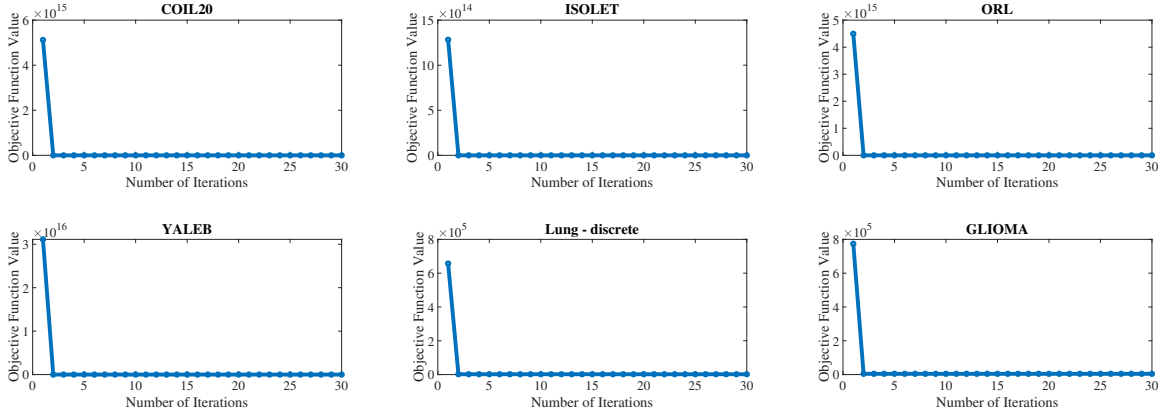 COIL20
×10^15
Objective Function Value
6
4
2
0
0 5 10 15 20 25 30
Number of Iterations
ISOLET
×10^14
Objective Function Value
15
10
5
0
0 5 10 15 20 25 30
Number of Iterations
ORL
×10^15
Objective Function Value
5
4
3
2
1
0
0 5 10 15 20 25 30
Number of Iterations
YALEB
×10^16
Objective Function Value
3
2
1
0
0 5 10 15 20 25 30
Number of Iterations
Lung - discrete
×10^5
Objective Function Value
8
6
4
2
0
0 5 10 15 20 25 30
Number of Iterations
GLIOMA
×10^5
Objective Function Value
8
6
4
2
0
0 5 10 15 20 25 30
Number of Iterations